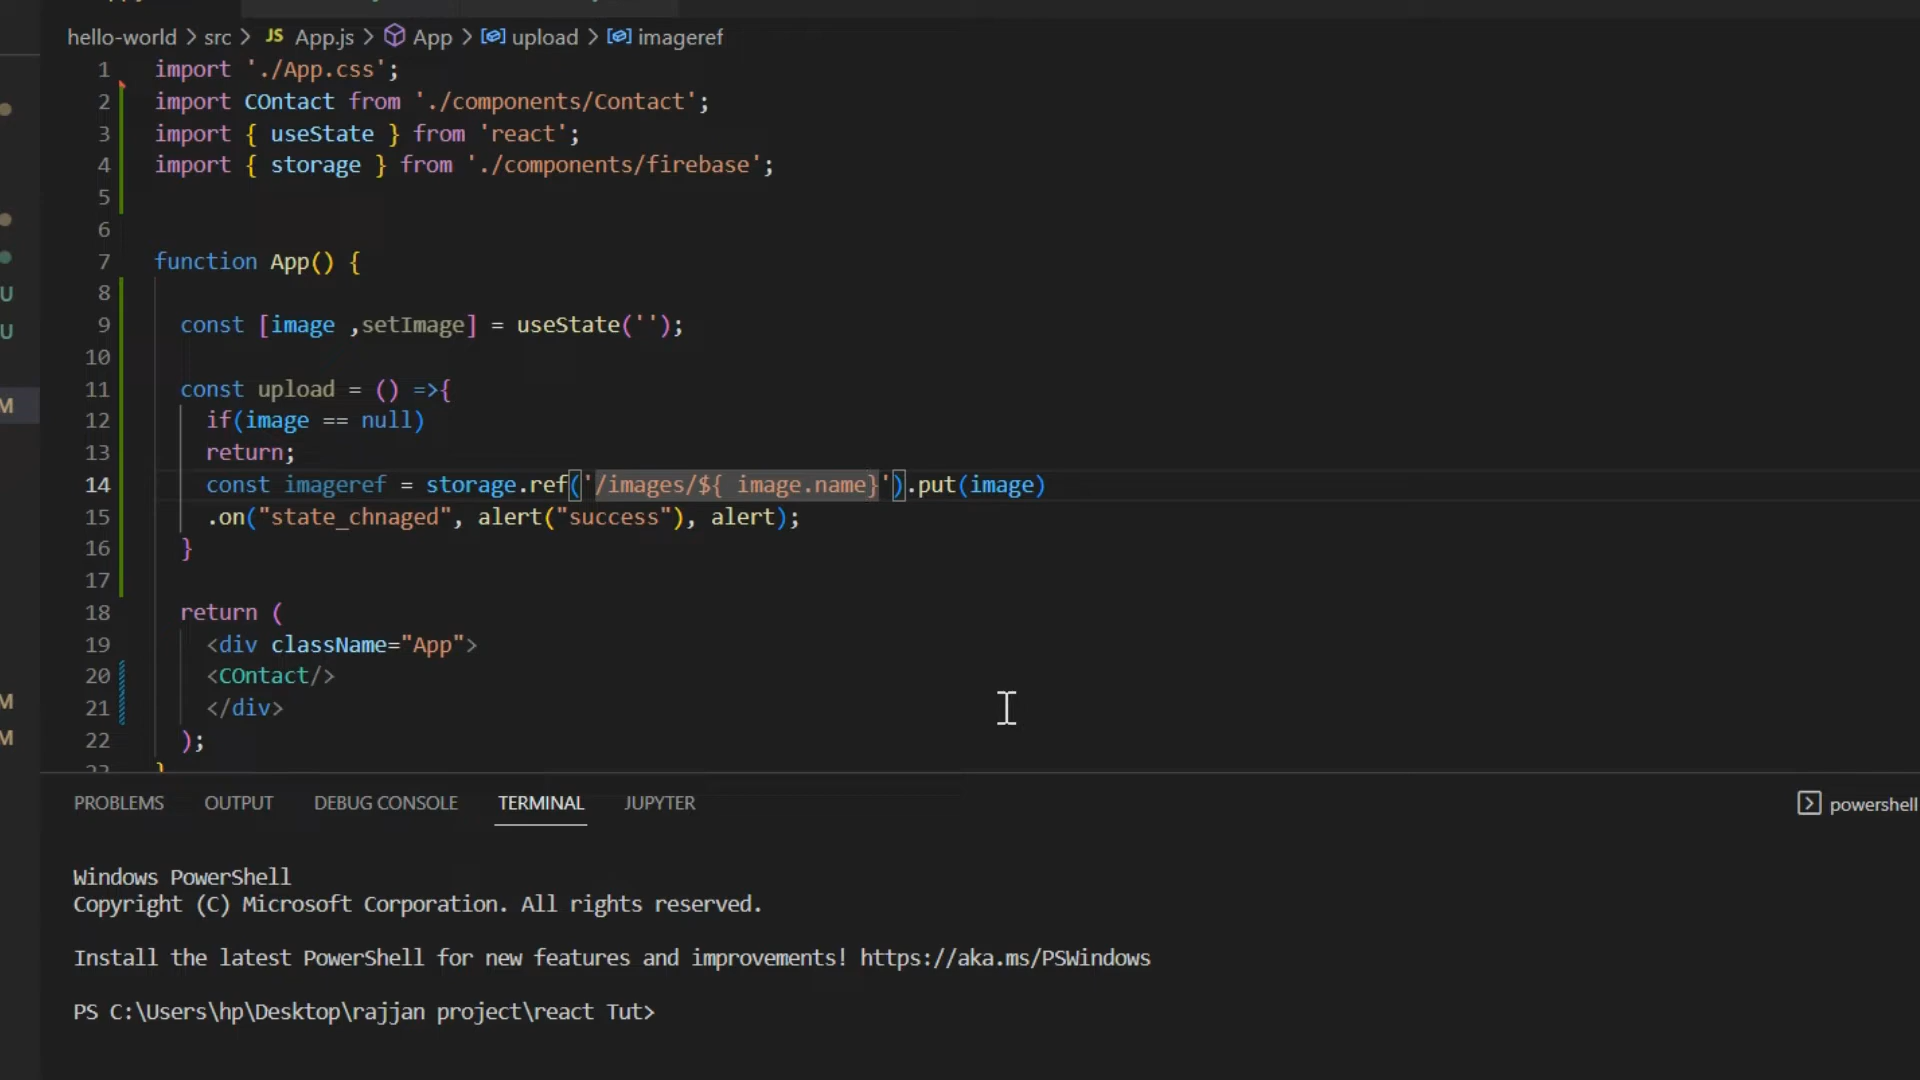 hello-world > src > JS App.js > App > upload > imageref
1 import './App.css';
2 import COntact from './components/Contact';
3 import { useState } from 'react';
4 import { storage } from './components/firebase';
5
6
7 function App() {
8
9 const [image ,setImage] = useState('');
10
11 const upload = () =>{
12 if(image == null)
13 return;
14 const imageref = storage.ref('/images/${ image.name}').put(image)
15 .on("state_chnaged", alert("success"), alert);
16 }
17
18 return (
19 <div className="App">
20 <COntact/>
21 </div>
22 );
}
U
U
M
M
M
PROBLEMS OUTPUT DEBUG CONSOLE TERMINAL JUPYTER powershell
Windows PowerShell
Copyright (C) Microsoft Corporation. All rights reserved.
Install the latest PowerShell for new features and improvements! https://aka.ms/PSWindows
PS C:\Users\hp\Desktop\rajjan project\react Tut>